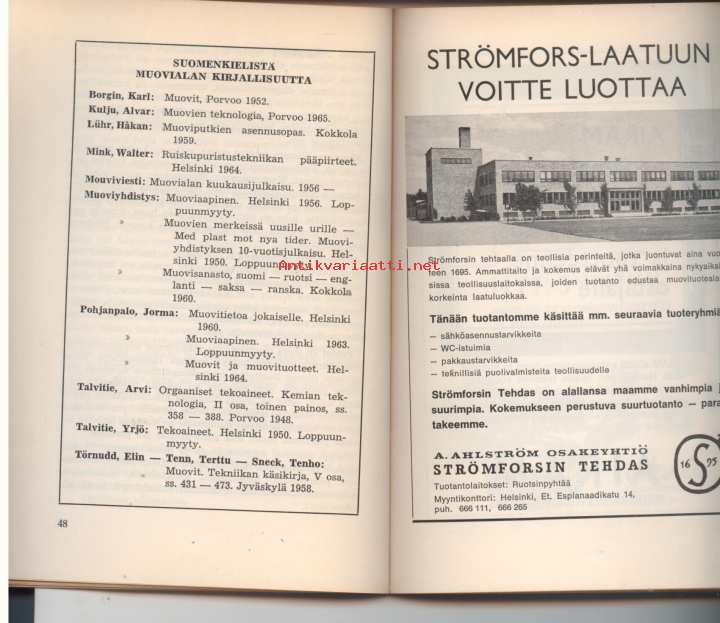 SUOMENKIELISTÄ
MUOVIALAN KIRJALLISUUTTA
Borgin, Karl: Muovit, Porvoo 1952.
Kulju, Alvar: Muovien teknologia, Porvoo 1965.
Lühr, Håkan: Muoviputkien asennusopas. Kokkola
1959.
Mink, Walter: Ruiskupuristustekniikan pääpiirteet.
Helsinki 1964.
Mouviviesti: Muovialan kuukausijulkaisu. 1956 —
Muoviyhdistys: Muoviaapinen. Helsinki 1956. Lop-
puunmyyty.
» Muovien merkeissä uusille urille —
Med plast mot nya tider. Muovi-
yhdistyksen 10-vuotisjulkaisu. Hel-
sinki 1950. Loppuunmyyty.
» Muovisanasto, suomi — ruotsi — eng-
lanti — saksa — ranska. Kokkola
1960.
Pohjanpalo, Jorma: Muovitietoa jokaiselle. Helsinki
1960.
» Muoviaapinen. Helsinki 1963.
Loppuunmyyty.
» Muovit ja muovituotteet. Hel-
sinki 1964.
Talvitie, Arvi: Orgaaniset tekoaineet. Kemian tek-
nologia, II osa, toinen painos, ss.
358 — 388. Porvoo 1948.
Talvitie, Yrjö: Tekoaineet. Helsinki 1950. Loppuun-
myyty.
Törnudd, Elin — Tenn, Terttu — Sneck, Tenho:
Muovit. Tekniikan käsikirja, V osa,
ss. 431 — 473. Jyväskylä 1958.
48
Antikvariaatti.net
STRÖMFORS-LAATUUN
VOITTE LUOTTAA
Strömforsin tehtaalla on teollisia perinteitä, jotka juontuvat aina vuo
teen 1695. Ammattitaito ja kokemus elävät yhä voimakkaina nykyaikai
sissa teollisuuslaitoksissa, joiden tuotanto edustaa muovituoteala
korkeinta laatuluokkaa.
Tänään tuotantomme käsittää mm. seuraavia tuoteryhmiä
— sähköasennustarvikkeita
— WC-istuimia
— pakkaustarvikkeita
— teknillisiä puolivalmisteita teollisuudelle
Strömforsin Tehdas on alallansa maamme vanhimpia j
suurimpia. Kokemukseen perustuva suurtuotanto — para
takeemme.
A. AHLSTRÖM OSAKEYHTIÖ
STRÖMFORSIN TEHDAS
16 S 95
Tuotantolaitokset: Ruotsinpyhtää
Myyntikonttori: Helsinki, Et. Esplanaadikatu 14,
puh. 666 111, 666 265